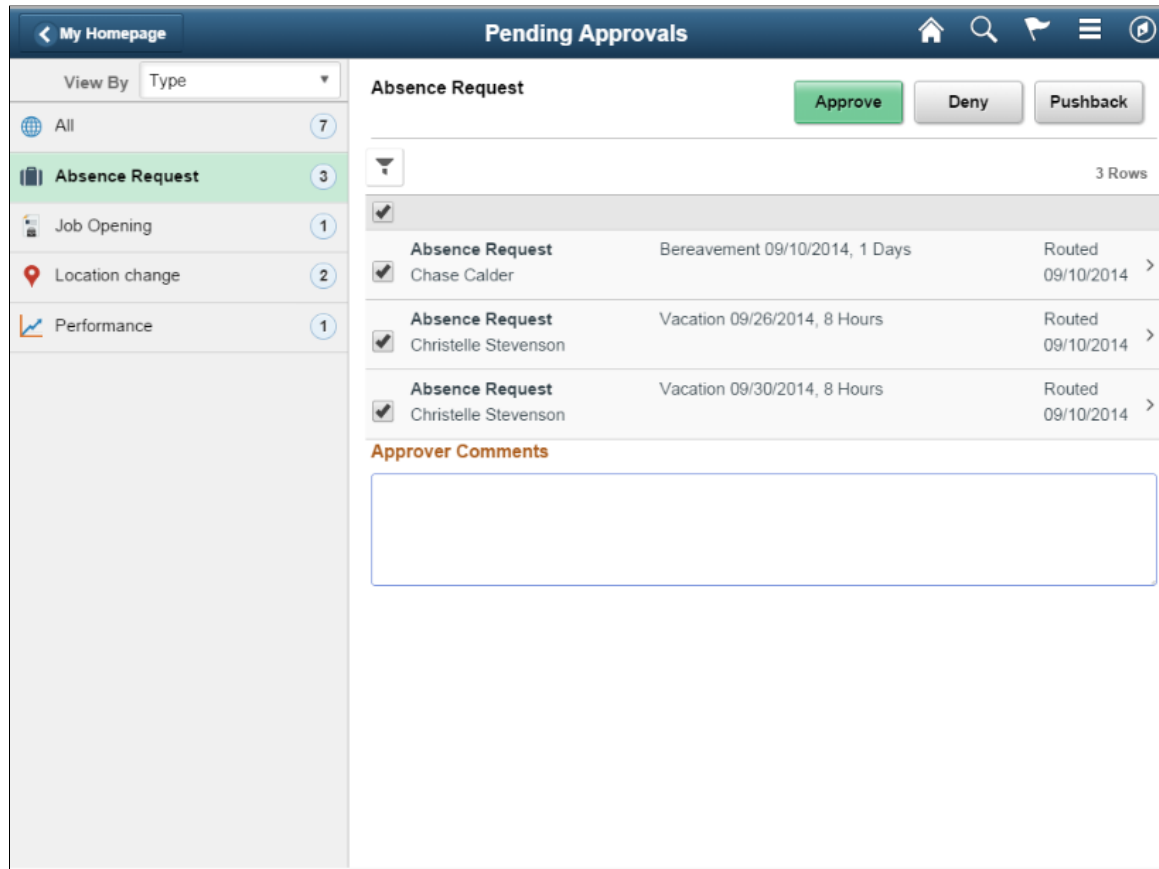 My Homepage
Pending Approvals
View By Type
All 7
Absence Request 3
Job Opening 1
Location change 2
Performance 1
Absence Request
Approve Deny Pushback
3 Rows
Absence Request Bereavement 09/10/2014, 1 Days Routed
Chase Calder 09/10/2014
Absence Request Vacation 09/26/2014, 8 Hours Routed
Christelle Stevenson 09/10/2014
Absence Request Vacation 09/30/2014, 8 Hours Routed
Christelle Stevenson 09/10/2014
Approver Comments